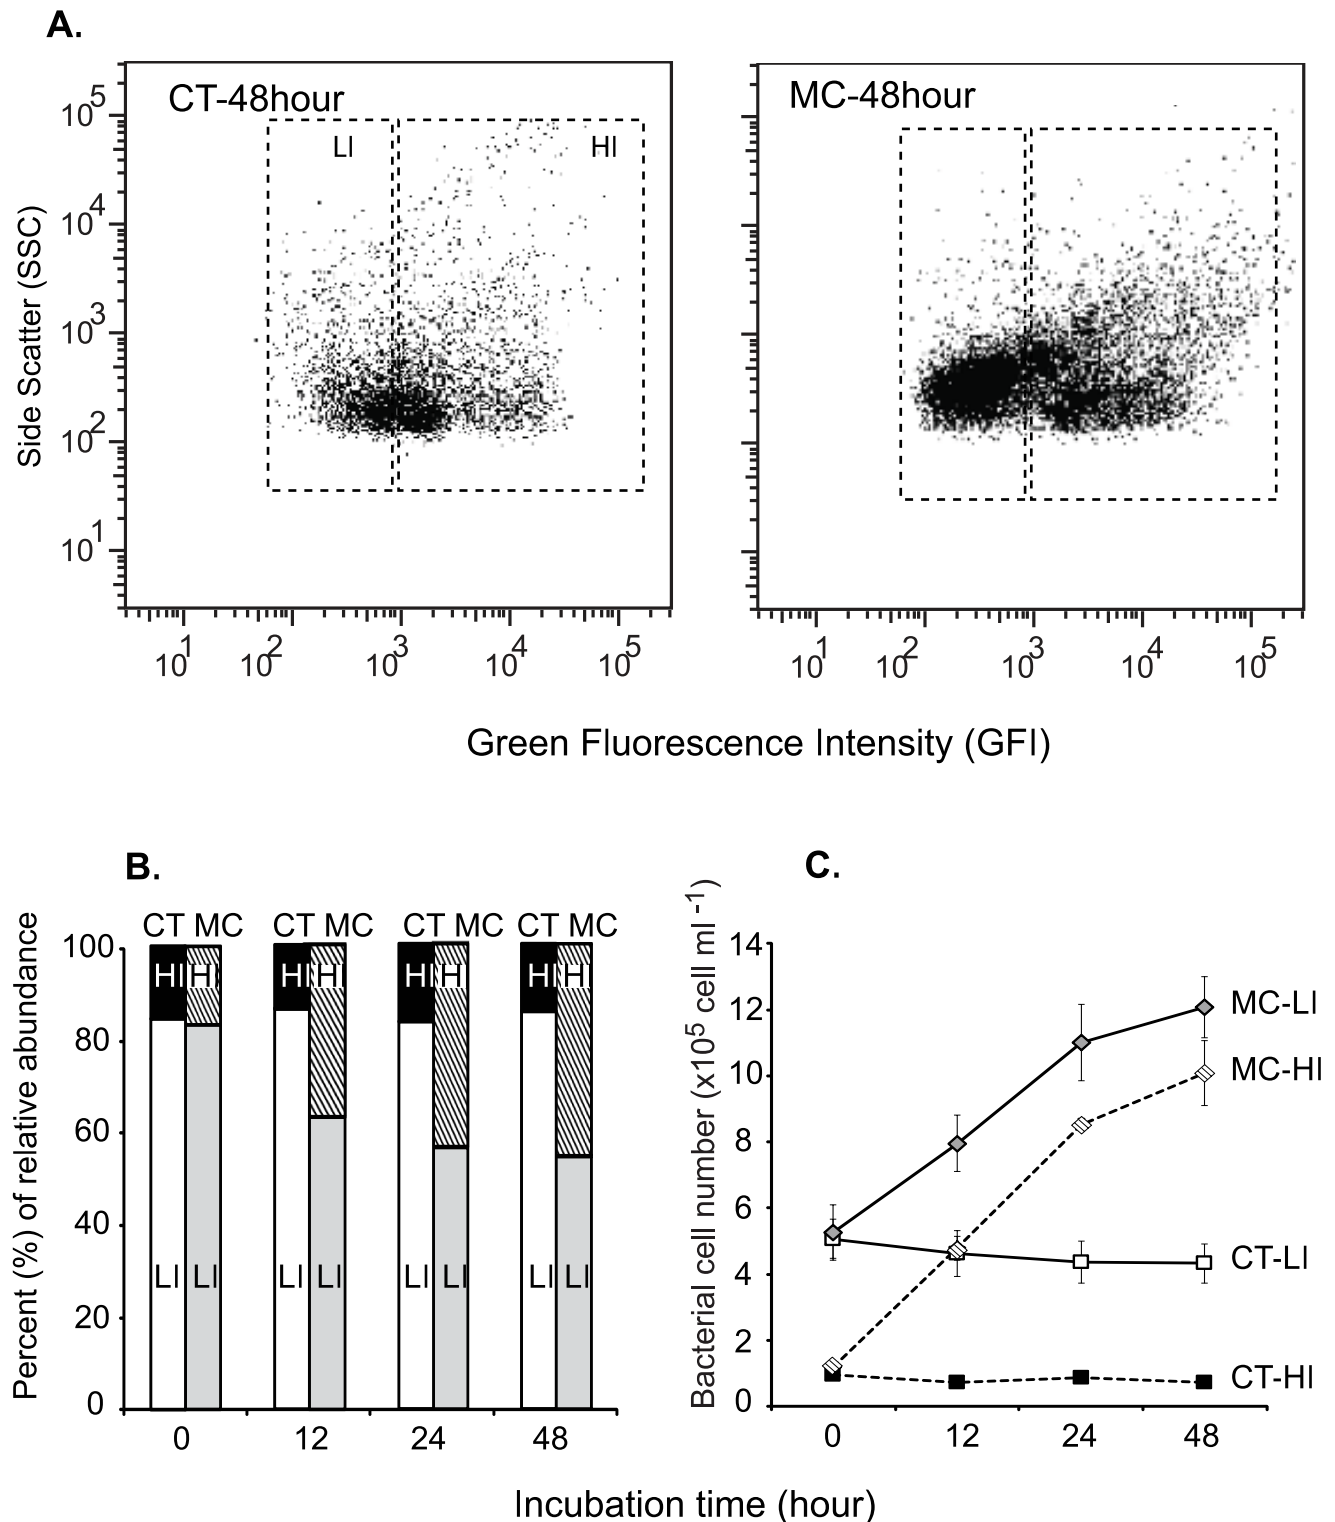 A.
CT-48hour
MC-48hour
LI
HI
10^5
10^4
10^3
10^2
10^1
Side Scatter (SSC)
10^1 10^2 10^3 10^4 10^5
10^1 10^2 10^3 10^4 10^5
Green Fluorescence Intensity (GFI)
B.
CT MC CT MC CT MC CT MC
Percent (%) of relative abundance
100
80
60
40
20
0
HI HI HI HI HI H HI H
LI LI LI LI LI LI LI LI
0 12 24 48
C.
Bacterial cell number (x10^5 cell ml^-1)
14
12
10
8
6
4
2
0
MC-LI
MC-HI
CT-LI
CT-HI
0 12 24 48
Incubation time (hour)